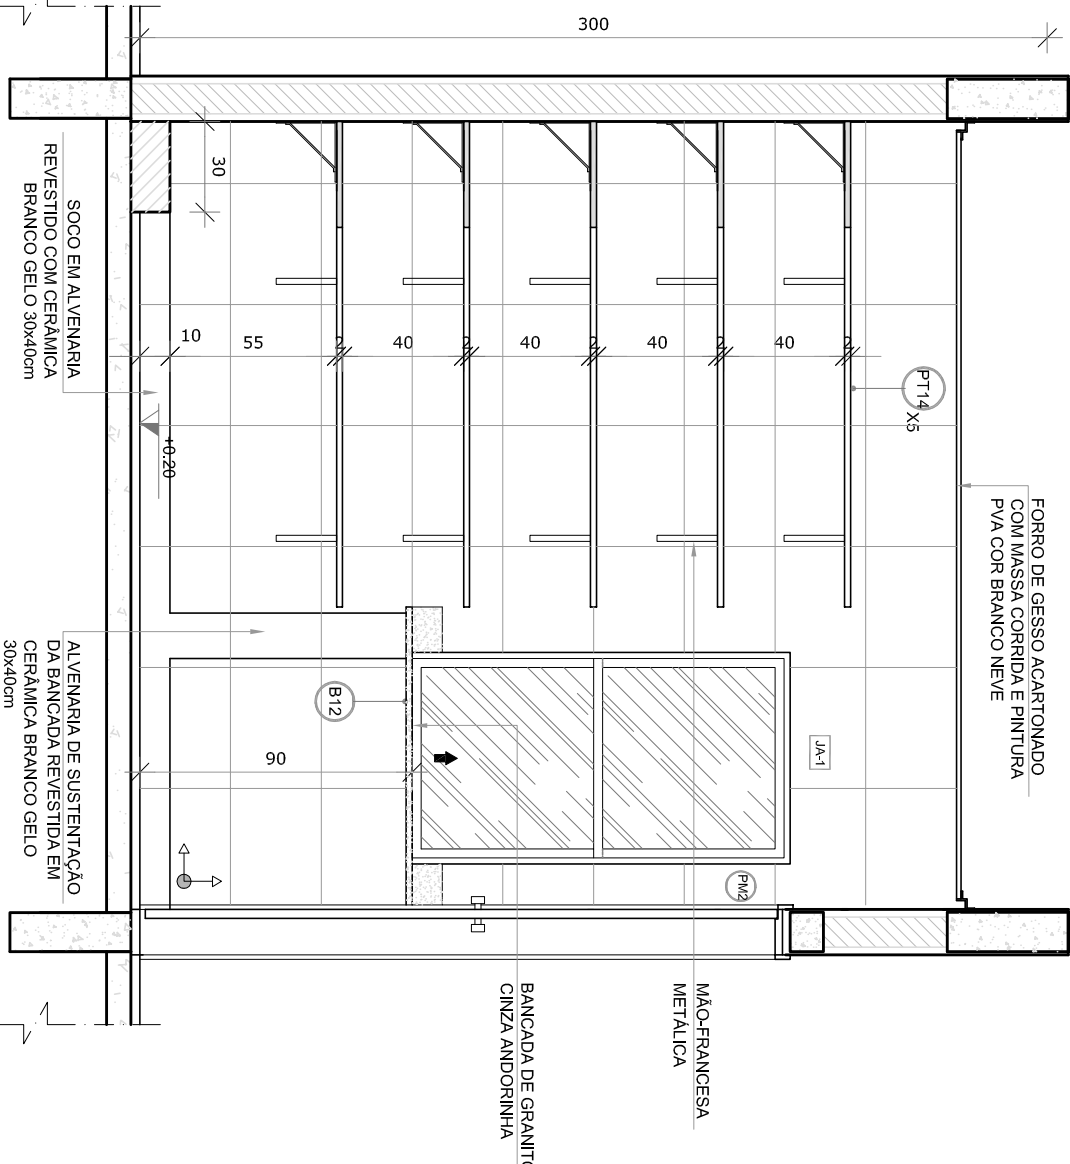 300
FORRO DE GESSO ACARTONADO
COM MASSA CORRIDA E PINTURA
PVA COR BRANCO NEVE
PT14
X5
30
10
55
2
40
2
40
2
40
2
40
2
SOCO EM ALVENARIA
REVESTIDO COM CERÂMICA
BRANCO GELO 30x40cm
+0.20
JA-1
B12
90
PM2
ALVENARIA DE SUSTENTAÇÃO
DA BANCADA REVESTIDA EM
CERÂMICA BRANCO GELO
30x40cm
MÃO-FRANCESA
METÁLICA
BANCADA DE GRANITO
CINZA ANDORINHA